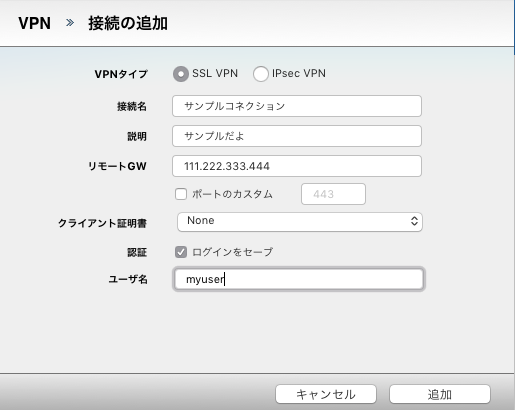 VPN » 接続の追加
VPNタイプ SSL VPN IPsec VPN
接続名 サンプルコネクション
説明 サンプルだよ
リモートGW 111.222.333.444
ポートのカスタム 443
クライアント証明書 None
認証 ログインをセーブ
ユーザ名 myuser
キャンセル 追加